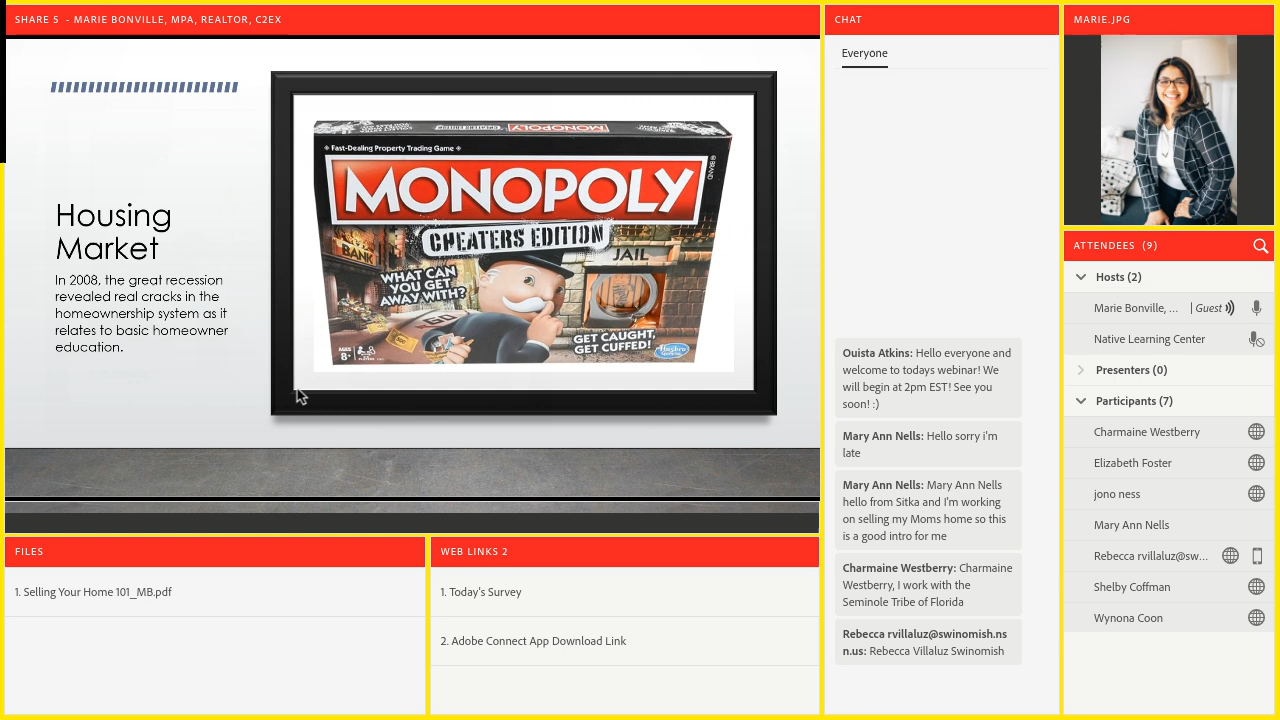 SHARE 5 - MARIE BONVILLE, MPA, REALTOR, C2EX
Housing
Market
In 2008, the great recession
revealed real cracks in the
homeownership system as it
relates to basic homeowner
education.
MONOPOLY
CHEATERS EDITION
Fast-Dealing Property Trading Game
BRAND
MONOPOLY
CHEATERS EDITION
BANK
JAIL
WHAT CAN
YOU GET
AWAY WITH?
GET CAUGHT,
GET CUFFED!
AGES
8+
Hasbro
Gaming
FILES
1. Selling Your Home 101_MB.pdf
WEB LINKS 2
1. Today's Survey
2. Adobe Connect App Download Link
CHAT
Everyone
Ouista Atkins: Hello everyone and
welcome to todays webinar! We
will begin at 2pm EST! See you
soon! :)
Mary Ann Nells: Hello sorry i'm
late
Mary Ann Nells: Mary Ann Nells
hello from Sitka and I'm working
on selling my Moms home so this
is a good intro for me
Charmaine Westberry: Charmaine
Westberry, I work with the
Seminole Tribe of Florida
Rebecca rvillaluz@swinomish.ns
n.us: Rebecca Villaluz Swinomish
MARIE.JPG
ATTENDEES (9)
Hosts (2)
Marie Bonville, ... | Guest
Native Learning Center
Presenters (0)
Participants (7)
Charmaine Westberry
Elizabeth Foster
jono ness
Mary Ann Nells
Rebecca rvillaluz@sw...
Shelby Coffman
Wynona Coon